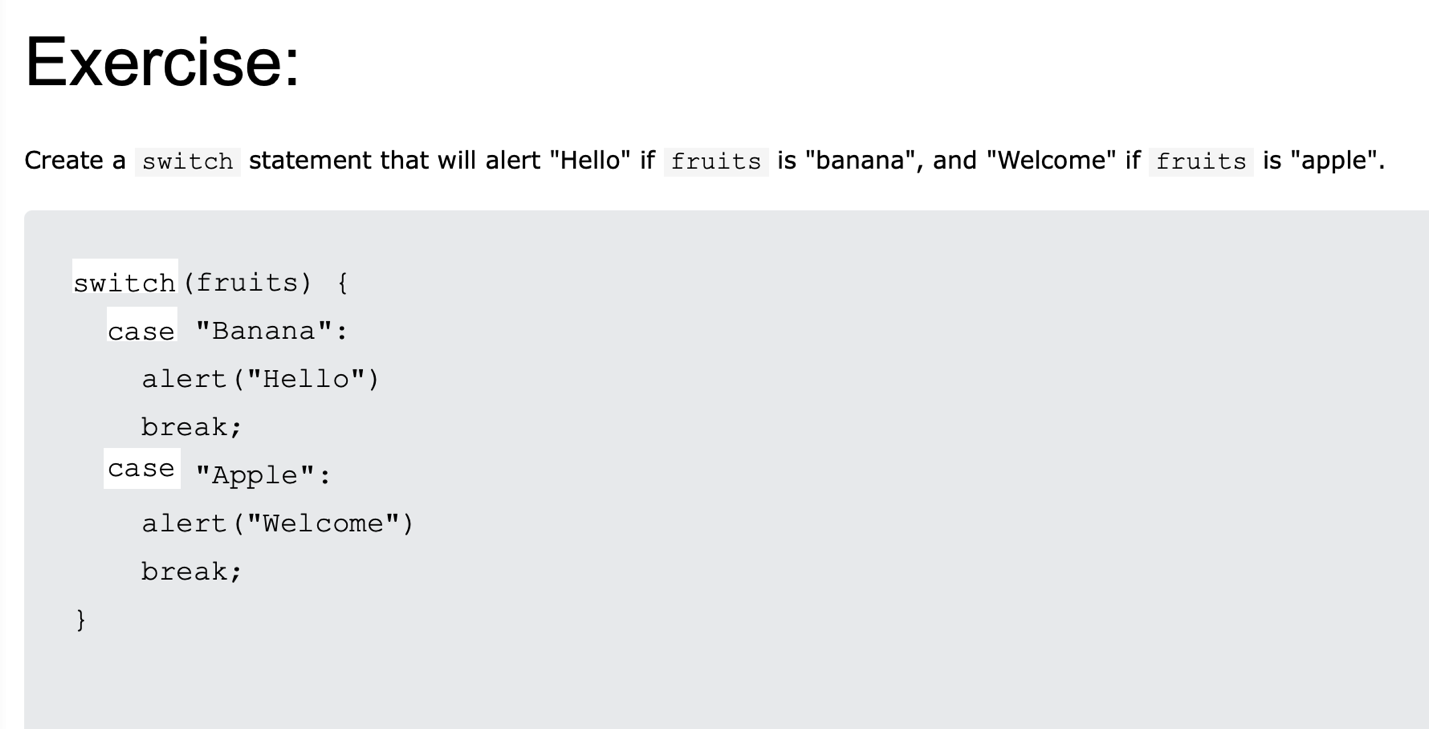 Exercise:
Create a switch statement that will alert "Hello" if fruits is "banana", and "Welcome" if fruits is "apple".
switch(fruits) {
case "Banana":
alert("Hello")
break;
case "Apple":
alert("Welcome")
break;
}